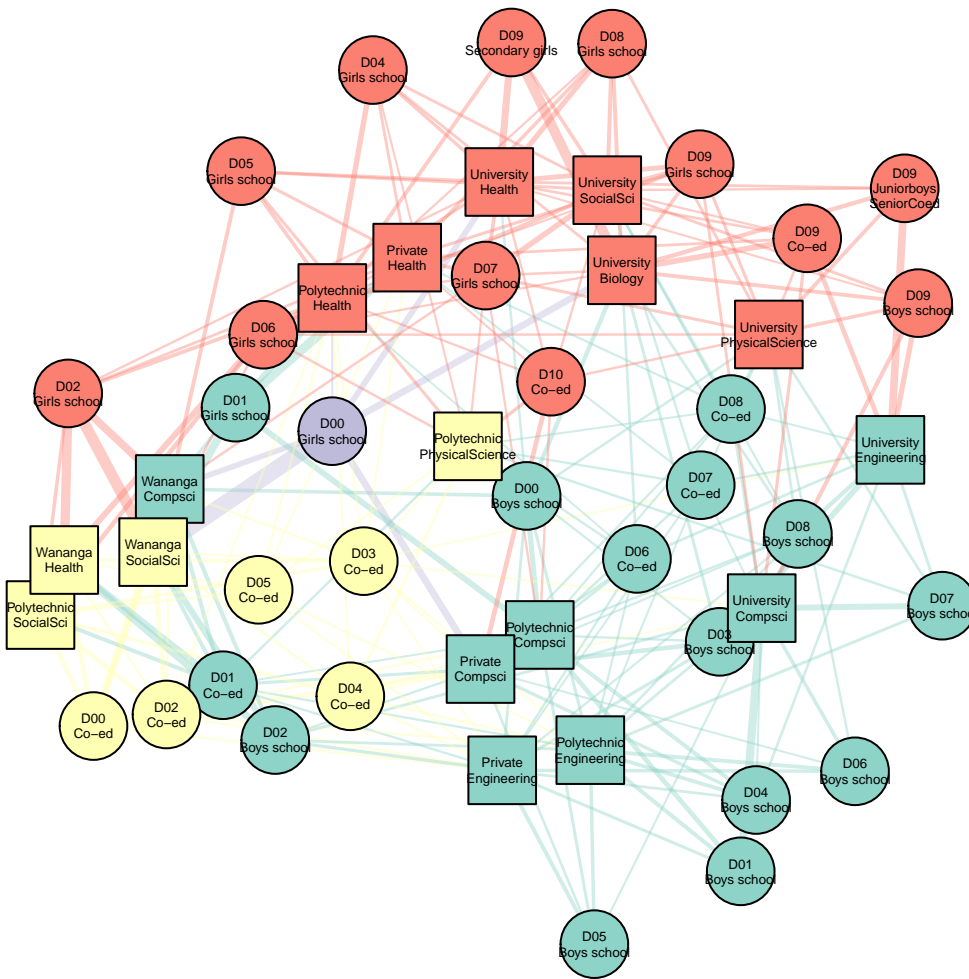 D09
Secondary girls
D08
Girls school
D04
Girls school
D05
Girls school
University
Health
University
SocialSci
D09
Girls school
D09
Juniorboys
SeniorCoed
Private
Health
D09
Co−ed
Polytechnic
Health
D07
Girls school
University
Biology
D09
Boys school
D06
Girls school
University
PhysicalScience
D02
Girls school
D01
Girls school
D10
Co−ed
D08
Co−ed
D00
Girls school
Polytechnic
PhysicalScience
University
Engineering
Wananga
Compsci
D00
Boys school
D07
Co−ed
Wananga
SocialSci
D08
Boys school
Wananga
Health
D03
Co−ed
D06
Co−ed
D05
Co−ed
Polytechnic
SocialSci
University
Compsci
D07
Boys school
Polytechnic
Compsci
D03
Boys school
Private
Compsci
D01
Co−ed
D04
Co−ed
D00
Co−ed
D02
Co−ed
D02
Boys school
Polytechnic
Engineering
Private
Engineering
D06
Boys school
D04
Boys school
D01
Boys school
D05
Boys school